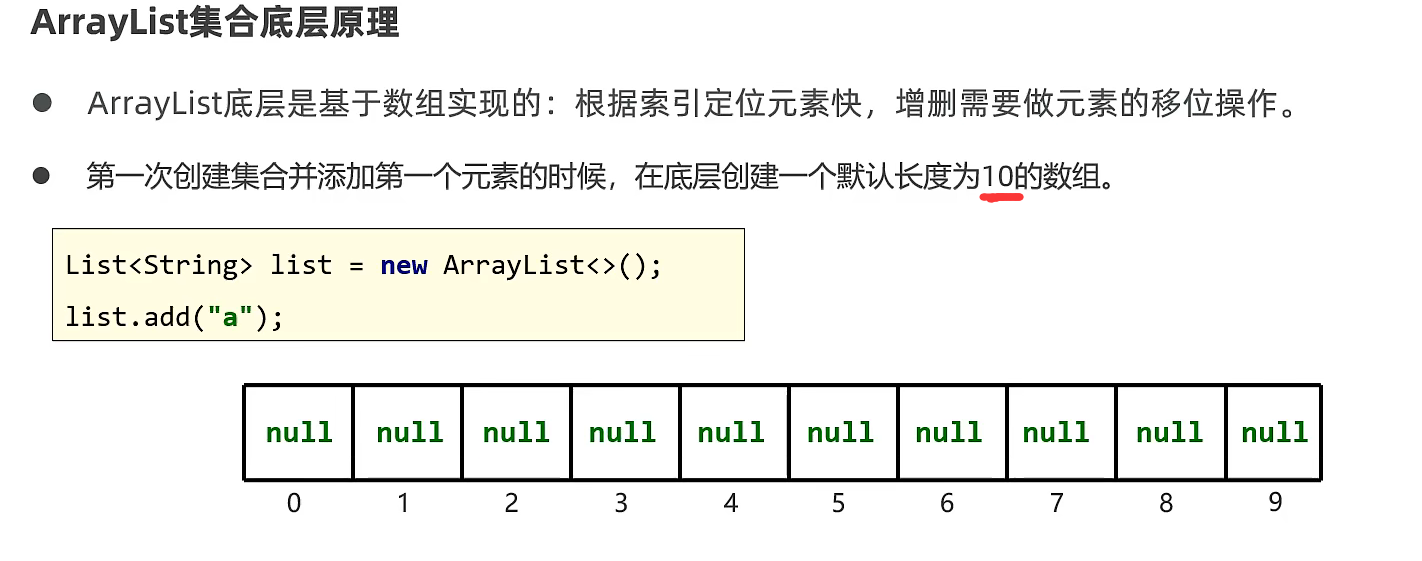 ArrayList集合底层原理
ArrayList底层是基于数组实现的：根据索引定位元素快，增删需要做元素的移位操作。
第一次创建集合并添加第一个元素的时候，在底层创建一个默认长度为10的数组。
List<String> list = new ArrayList<>();
list.add("a");
null null null null null null null null null null
0 1 2 3 4 5 6 7 8 9